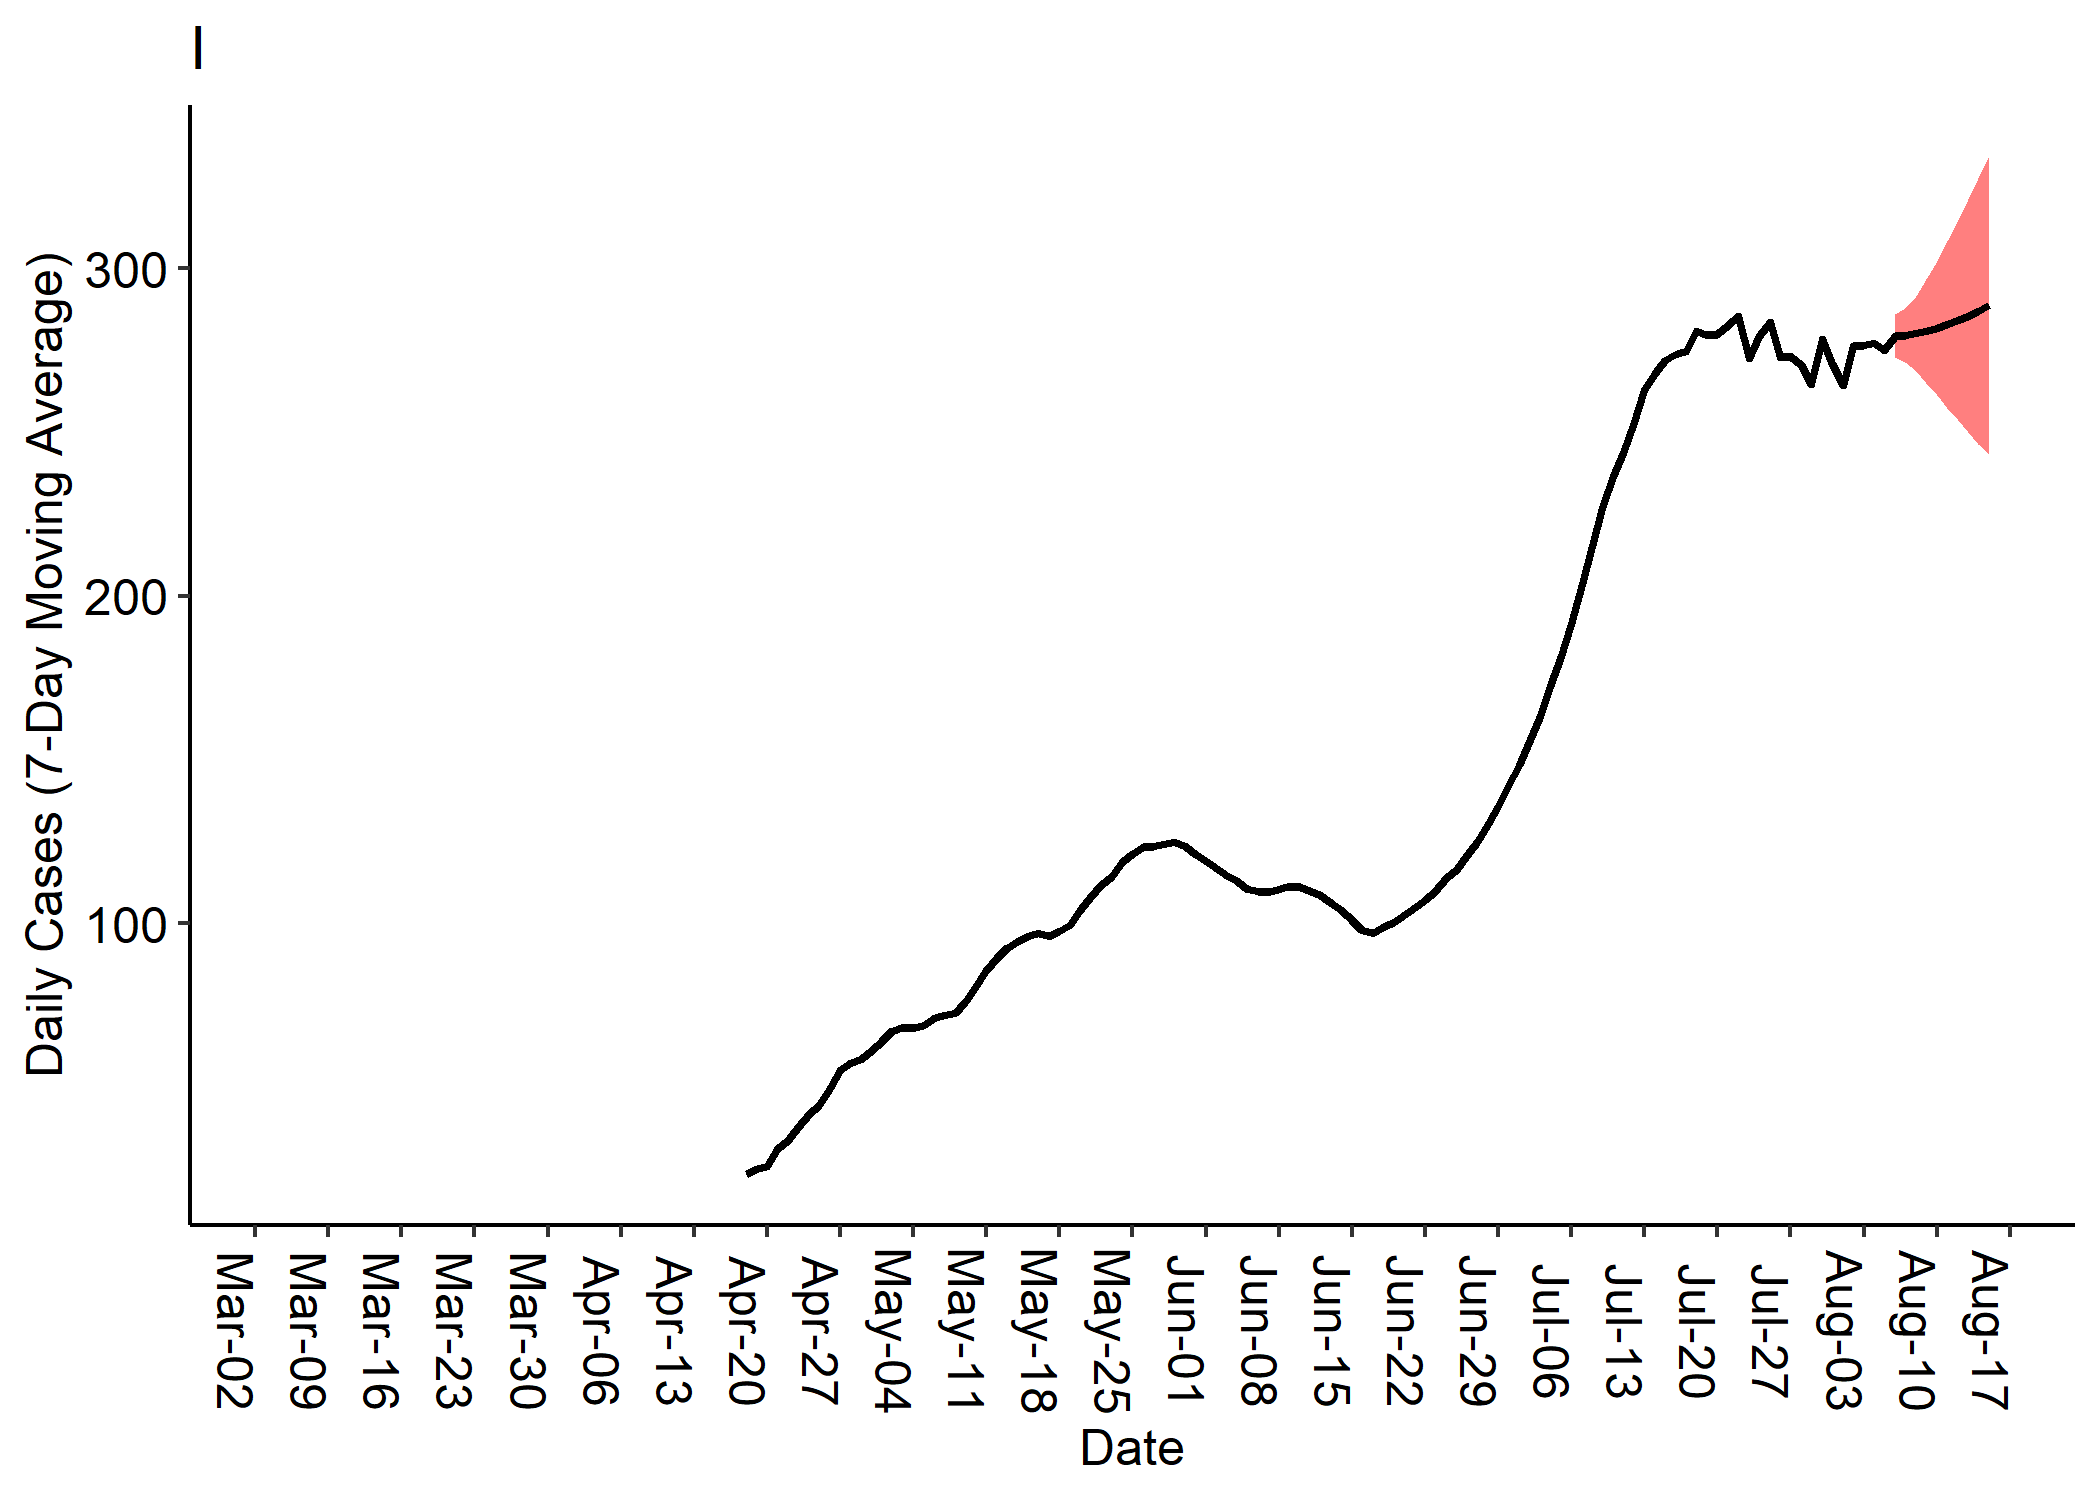 I
Daily Cases (7-Day Moving Average)
300
200
100
Mar-02
Mar-09
Mar-16
Mar-23
Mar-30
Apr-06
Apr-13
Apr-20
Apr-27
May-04
May-11
May-18
May-25
Jun-01
Jun-08
Jun-15
Jun-22
Jun-29
Jul-06
Jul-13
Jul-20
Jul-27
Aug-03
Aug-10
Aug-17
Date